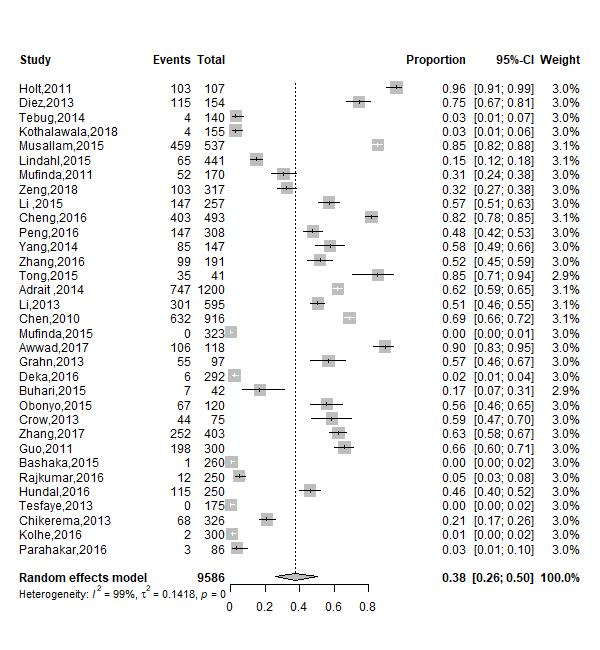 Study Events Total Proportion 95%-CI Weight
Holt,2011 103 107 0.96 [0.91; 0.99] 3.0%
Diez,2013 115 154 0.75 [0.67; 0.81] 3.0%
Tebug,2014 4 140 0.03 [0.01; 0.07] 3.0%
Kothalawala,2018 4 155 0.03 [0.01; 0.06] 3.0%
Musallam,2015 459 537 0.85 [0.82; 0.88] 3.1%
Lindahl,2015 65 441 0.15 [0.12; 0.18] 3.0%
Mufinda,2011 52 170 0.31 [0.24; 0.38] 3.0%
Zeng,2018 103 317 0.32 [0.27; 0.38] 3.0%
Li ,2015 147 257 0.57 [0.51; 0.63] 3.0%
Cheng,2016 403 493 0.82 [0.78; 0.85] 3.1%
Peng,2016 147 308 0.48 [0.42; 0.53] 3.0%
Yang,2014 85 147 0.58 [0.49; 0.66] 3.0%
Zhang,2016 99 191 0.52 [0.45; 0.59] 3.0%
Tong,2015 35 41 0.85 [0.71; 0.94] 2.9%
Adrait ,2014 747 1200 0.62 [0.59; 0.65] 3.1%
Li,2013 301 595 0.51 [0.46; 0.55] 3.1%
Chen,2010 632 916 0.69 [0.66; 0.72] 3.1%
Mufinda,2015 0 323 0.00 [0.00; 0.01] 3.0%
Awwad,2017 106 118 0.90 [0.83; 0.95] 3.0%
Grahn,2013 55 97 0.57 [0.46; 0.67] 3.0%
Deka,2016 6 292 0.02 [0.01; 0.04] 3.0%
Buhari,2015 7 42 0.17 [0.07; 0.31] 2.9%
Obonyo,2015 67 120 0.56 [0.46; 0.65] 3.0%
Crow,2013 44 75 0.59 [0.47; 0.70] 3.0%
Zhang,2017 252 403 0.63 [0.58; 0.67] 3.0%
Guo,2011 198 300 0.66 [0.60; 0.71] 3.0%
Bashaka,2015 1 260 0.00 [0.00; 0.02] 3.0%
Rajkumar,2016 12 250 0.05 [0.03; 0.08] 3.0%
Hundal,2016 115 250 0.46 [0.40; 0.52] 3.0%
Tesfaye,2013 0 175 0.00 [0.00; 0.02] 3.0%
Chikerema,2013 68 326 0.21 [0.17; 0.26] 3.0%
Kolhe,2016 2 300 0.01 [0.00; 0.02] 3.0%
Parahakar,2016 3 86 0.03 [0.01; 0.10] 3.0%
Random effects model 9586 0.38 [0.26; 0.50] 100.0%
Heterogeneity: I² = 99%, τ² = 0.1418, p = 0
0 0.2 0.4 0.6 0.8